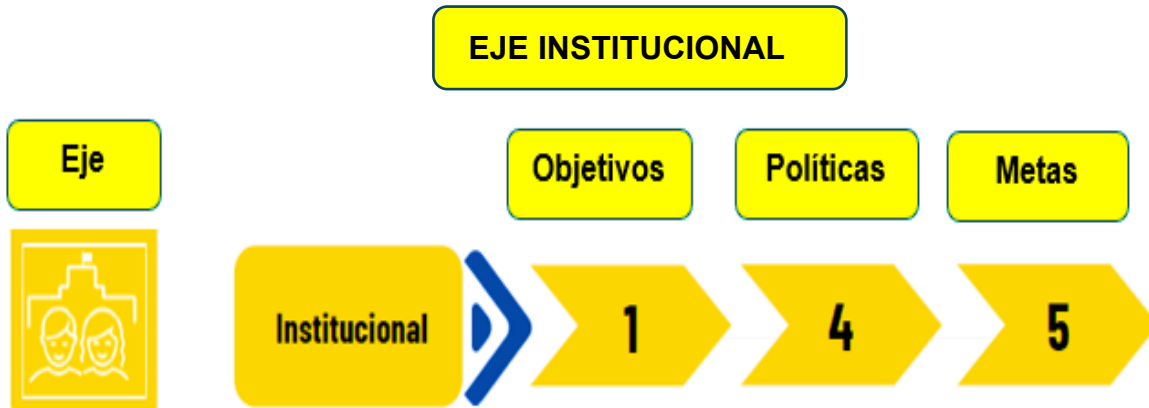 EJE INSTITUCIONAL
Eje
Objetivos
Políticas
Metas
Institucional
1
4
5